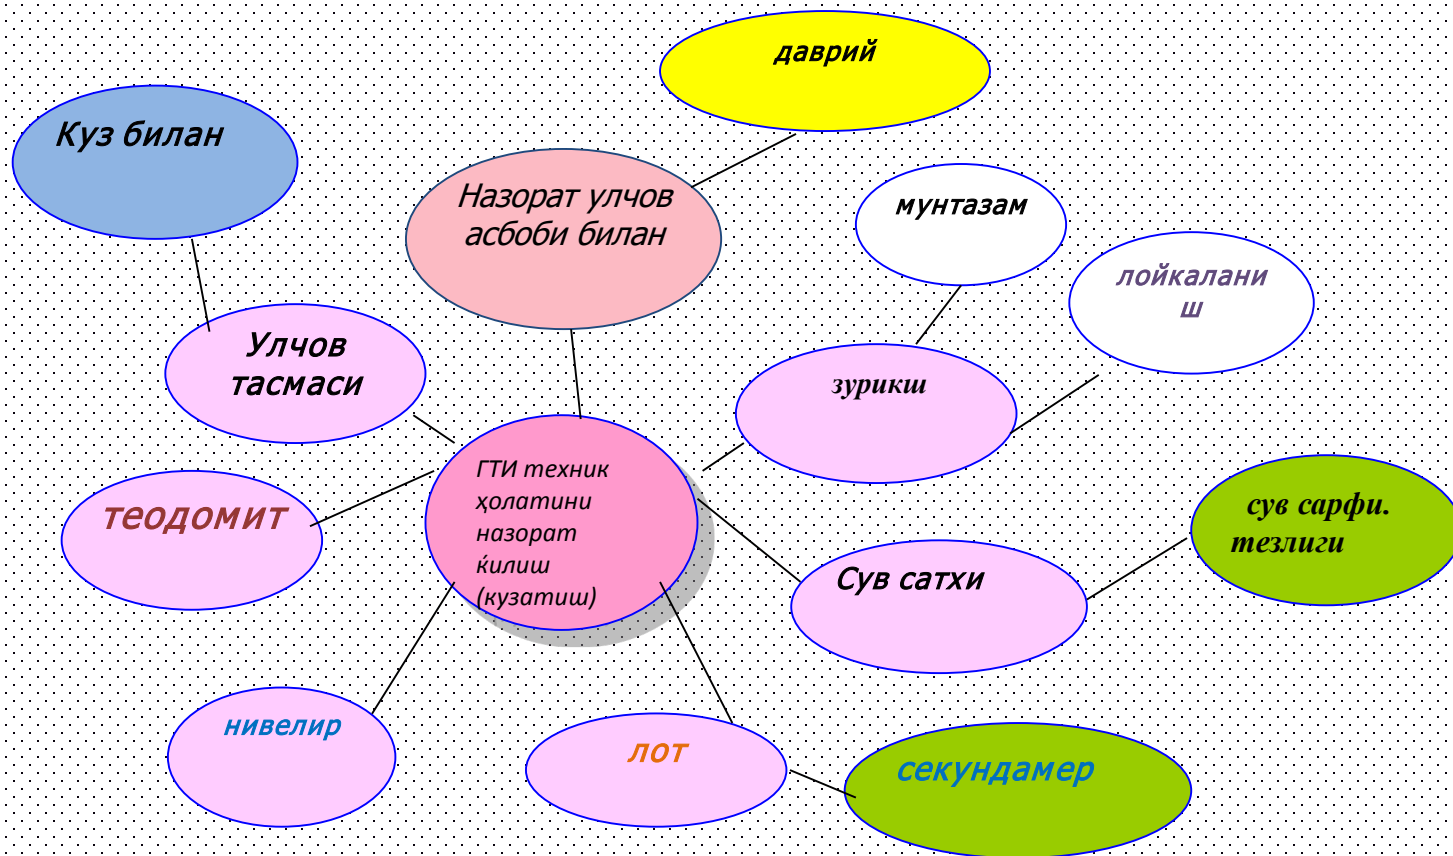 даврий
Куз билан
Назорат улчов
асбоби билан
мунтазам
лойкалани
ш
Улчов
тасмаси
зурикш
ГТИ техник
ҳолатини
назорат
ќилиш
(кузатиш)
теодомит
сув сарфи.
тезлиги
Сув сатхи
нивелир
лот
секундамер